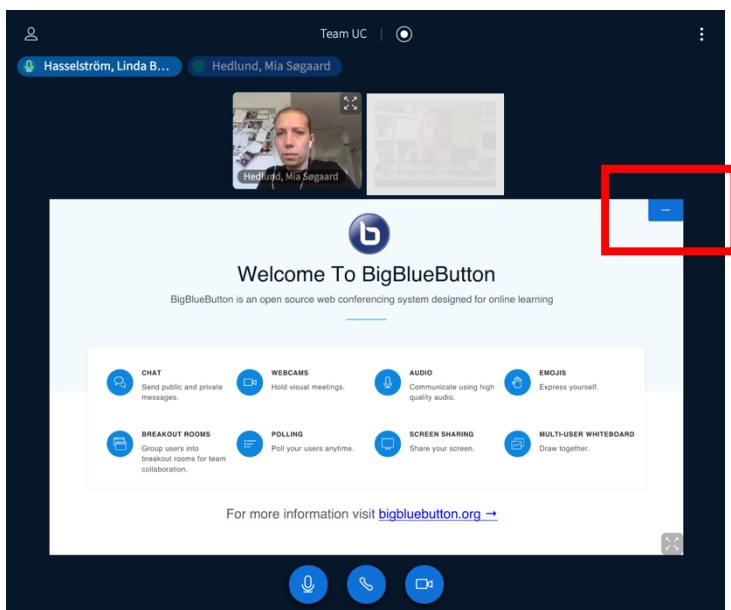 Team UC
Hasselström, Linda B...
Hedlund, Mia Søgaard
Hedlund, Mia Søgaard
Welcome To BigBlueButton
BigBlueButton is an open source web conferencing system designed for online learning
CHAT
Send public and private
messages.
WEBCAMS
Hold visual meetings.
AUDIO
Communicate using high
quality audio.
EMOJIS
Express yourself.
BREAKOUT ROOMS
Group users into
breakout rooms for team
collaboration.
POLLING
Poll your users anytime.
SCREEN SHARING
Share your screen.
MULTI-USER WHITEBOARD
Draw together.
For more information visit bigbluebutton.org →